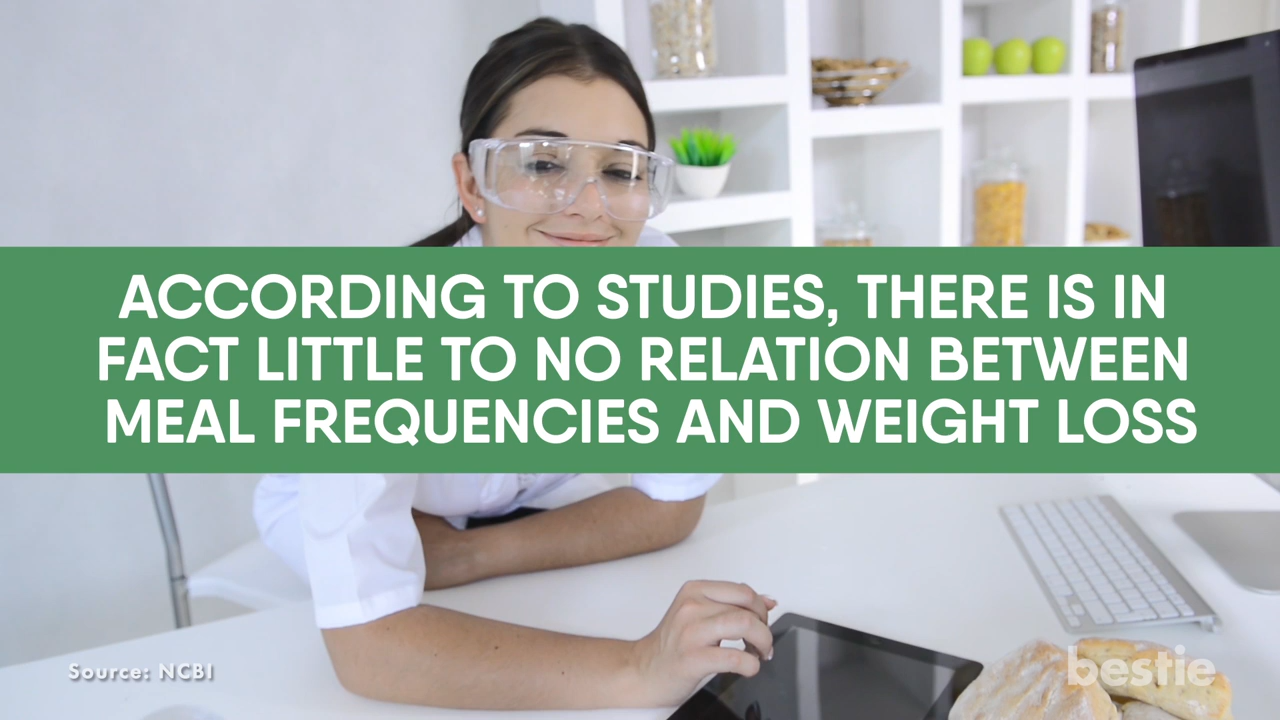 ACCORDING TO STUDIES, THERE IS IN
FACT LITTLE TO NO RELATION BETWEEN
MEAL FREQUENCIES AND WEIGHT LOSS
Source: NCBI
bestie